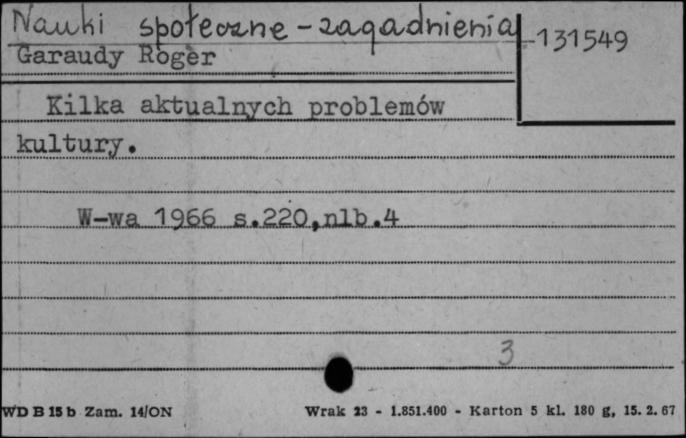 Nauki społeczne - zagadnienia
131549
Garaudy Roger
Kilka aktualnych problemów
kultury.
W-wa 1966 s.220,nlb.4
3
WD B 15 b Zam. 14/ON Wrak 23 - 1.851.400 - Karton 5 kl. 180 g, 15. 2. 67